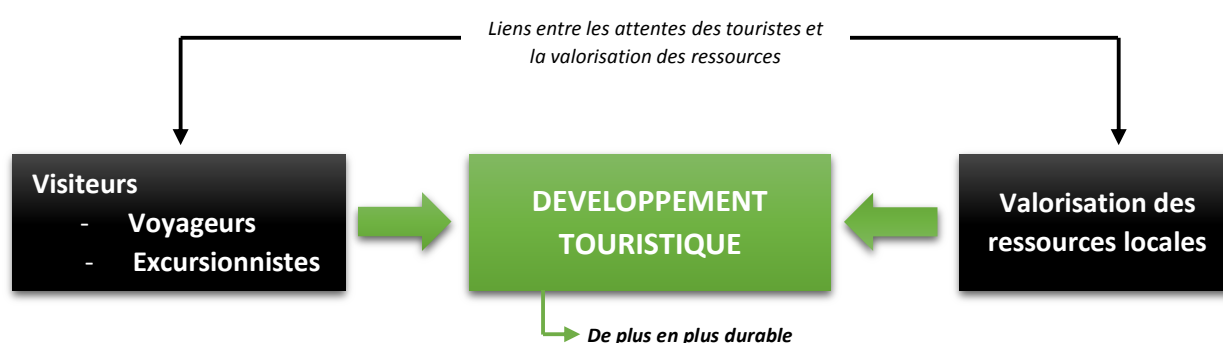 Liens entre les attentes des touristes et
la valorisation des ressources
Visiteurs
- Voyageurs
- Excursionnistes
DEVELOPPEMENT
TOURISTIQUE
Valorisation des
ressources locales
De plus en plus durable